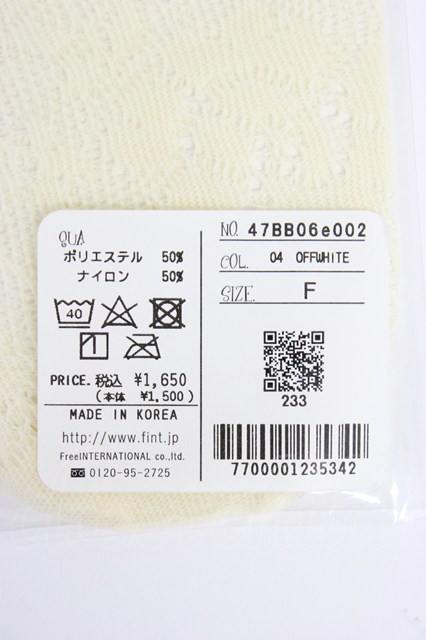 QUA
ポリエステル 50%
ナイロン 50%
40
1
PRICE. 税込 ¥1,650
(本体 ¥1,500)
MADE IN KOREA
http://www.fint.jp
FreeINTERNATIONAL co.,ltd.
0120-95-2725
NO. 47BB06e002
COL. 04 OFFWHITE
SIZE. F
233
7700001235342